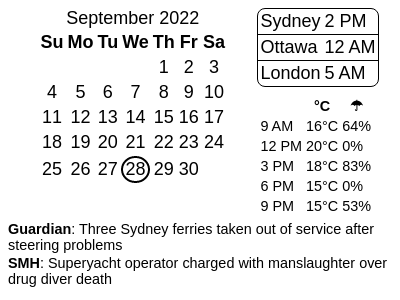 September 2022
Su Mo Tu We Th Fr Sa
1 2 3
4 5 6 7 8 9 10
11 12 13 14 15 16 17
18 19 20 21 22 23 24
25 26 27 28 29 30
Sydney 2 PM
Ottawa 12 AM
London 5 AM
°C ☂
9 AM 16°C 64%
12 PM 20°C 0%
3 PM 18°C 83%
6 PM 15°C 0%
9 PM 15°C 53%
Guardian: Three Sydney ferries taken out of service after
steering problems
SMH: Superyacht operator charged with manslaughter over
drug diver death